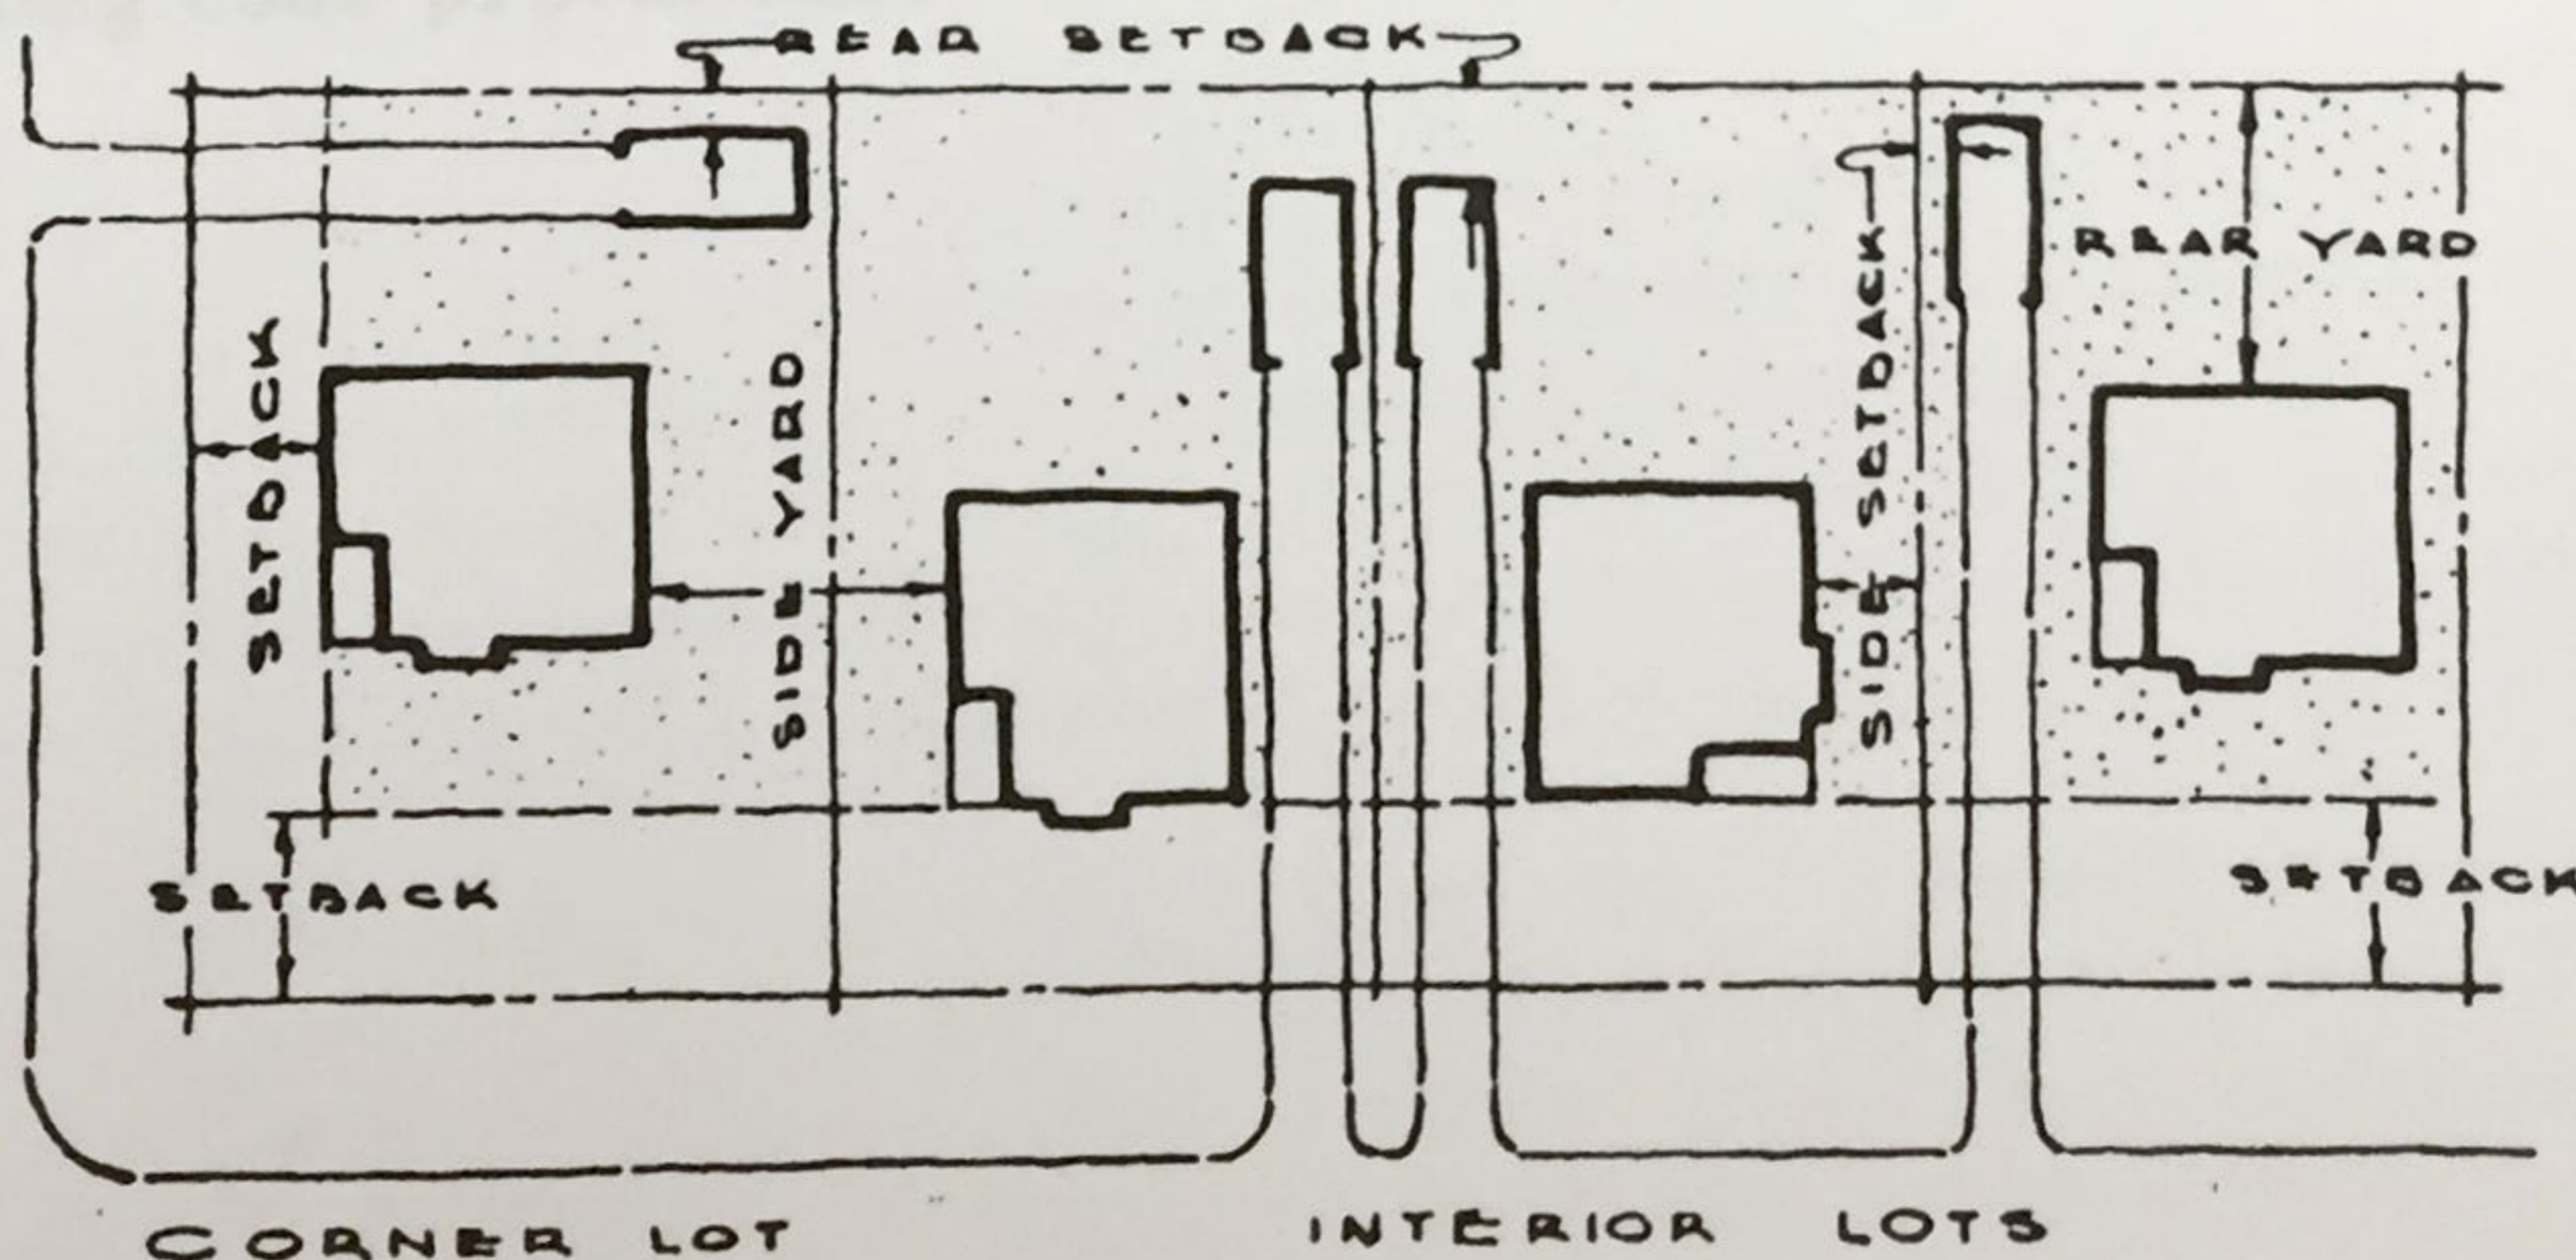 REAR SETBACK
SETBACK
SIDE YARD
SIDE SETBACK
REAR YARD
SETBACK
SETBACK
CORNER LOT
INTERIOR LOTS